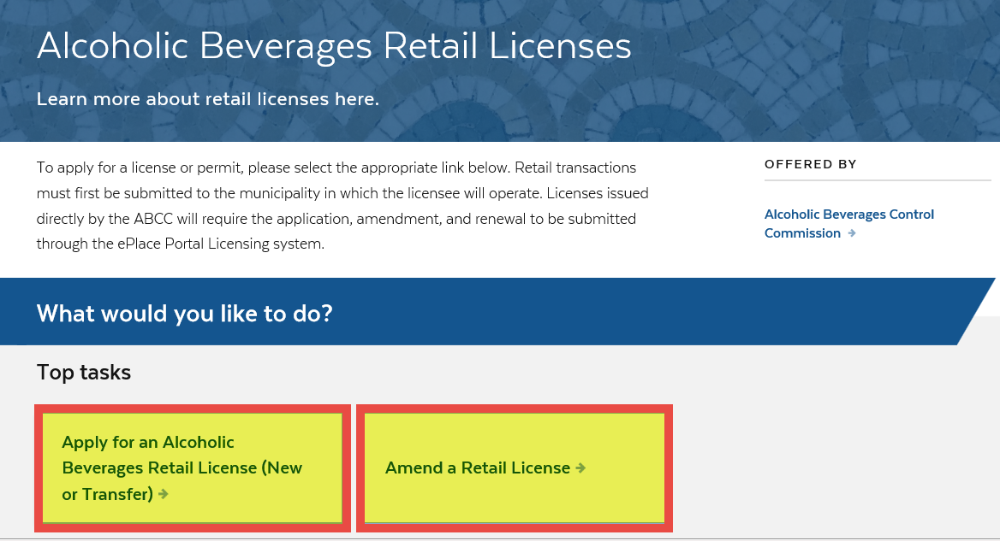 Alcoholic Beverages Retail Licenses
Learn more about retail licenses here.
To apply for a license or permit, please select the appropriate link below. Retail transactions
must first be submitted to the municipality in which the licensee will operate. Licenses issued
directly by the ABCC will require the application, amendment, and renewal to be submitted
through the ePlace Portal Licensing system.
OFFERED BY
Alcoholic Beverages Control
Commission
What would you like to do?
Top tasks
Apply for an Alcoholic
Beverages Retail License (New
or Transfer)
Amend a Retail License